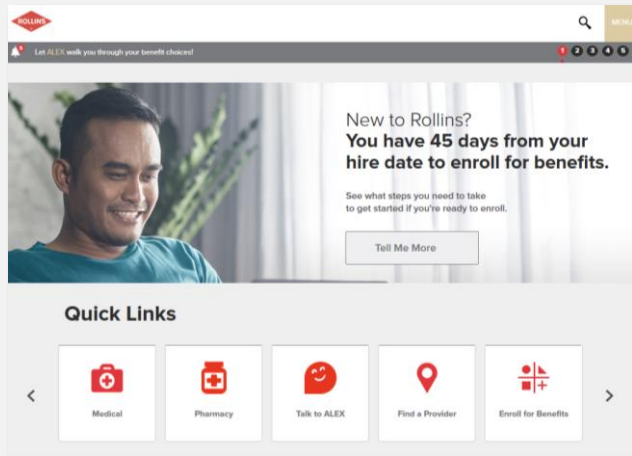 ROLLINS
MENU
5
Let ALEX walk you through your benefit choices!
1 2 3 4 5
New to Rollins?
You have 45 days from your
hire date to enroll for benefits.
See what steps you need to take
to get started if you're ready to enroll.
Tell Me More
Quick Links
Medical
Pharmacy
Talk to ALEX
Find a Provider
Enroll for Benefits